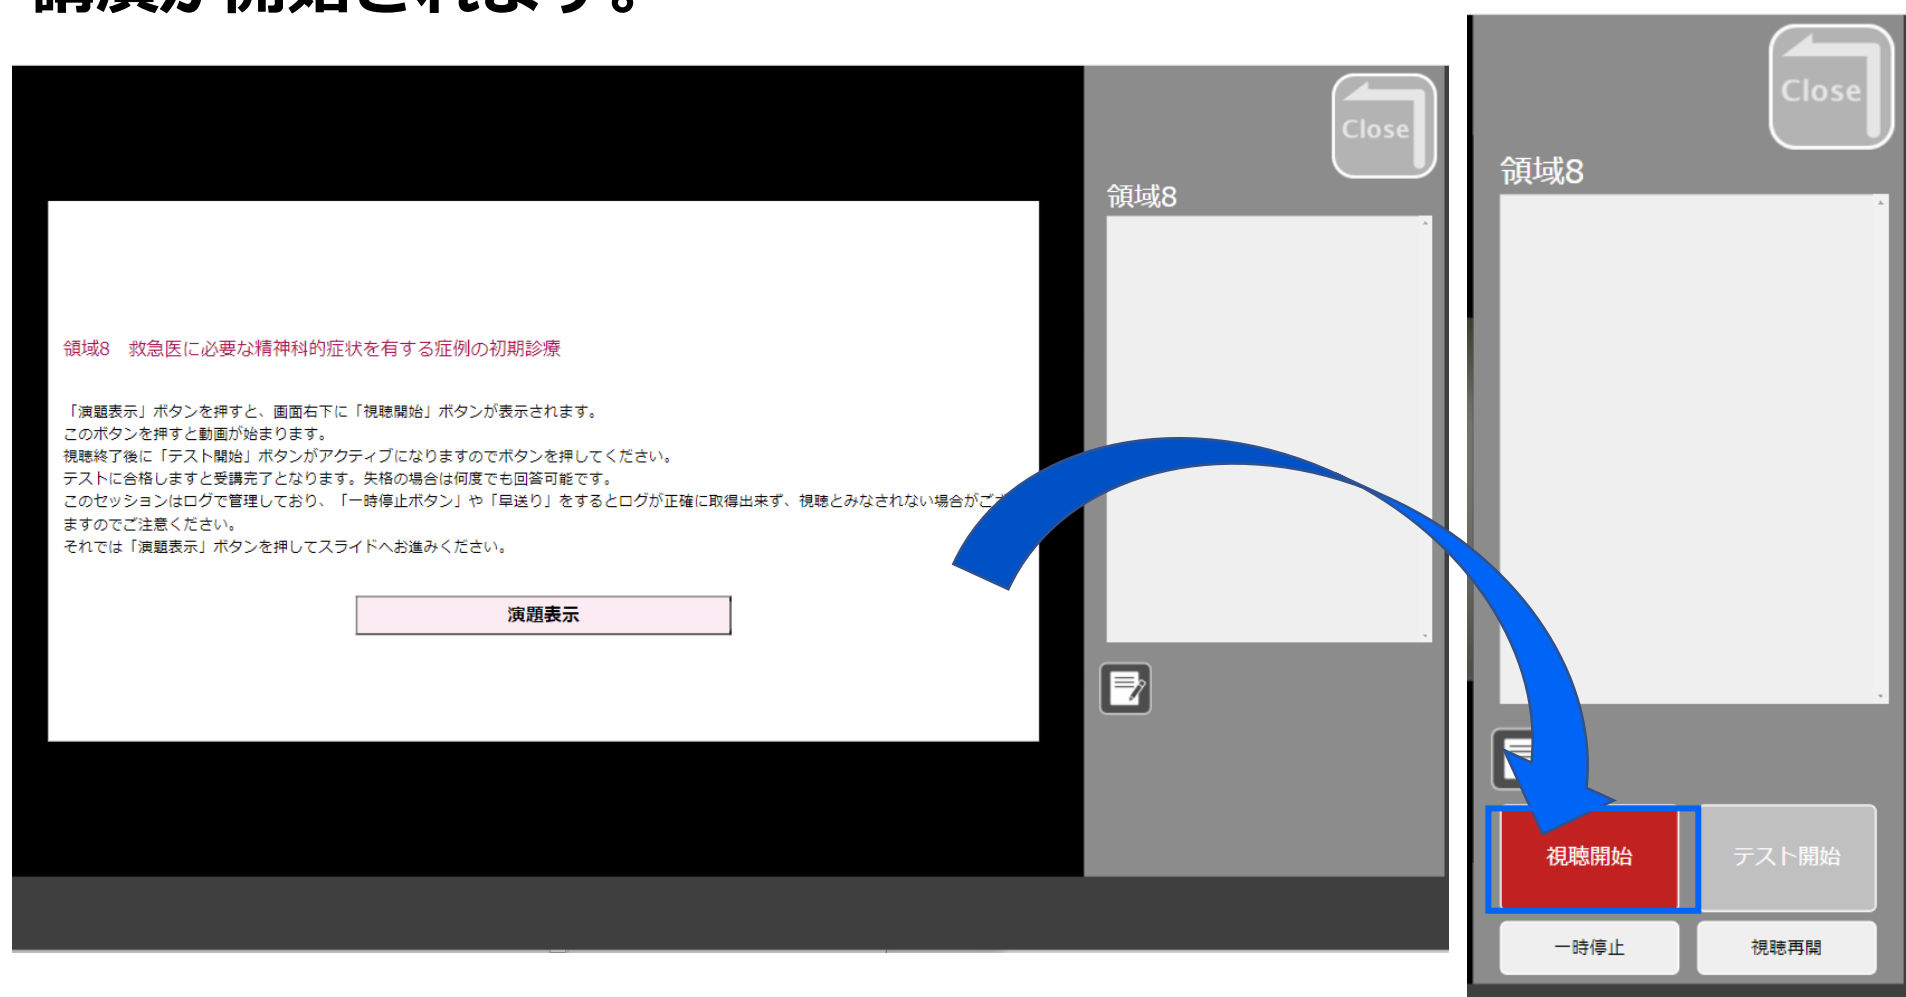 講演が開始されます。
Close
領域8
領域8　救急医に必要な精神科的症状を有する症例の初期診療
「演題表示」ボタンを押すと、画面右下に「視聴開始」ボタンが表示されます。
このボタンを押すと動画が始まります。
視聴終了後に「テスト開始」ボタンがアクティブになりますのでボタンを押してください。
テストに合格しますと受講完了となります。失格の場合は何度でも回答可能です。
このセッションはログで管理しており、「一時停止ボタン」や「早送り」をするとログが正確に取得出来ず、視聴とみなされない場合がござ
ますのでご注意ください。
それでは「演題表示」ボタンを押してスライドへお進みください。
演題表示
Close
領域8
視聴開始
テスト開始
一時停止
視聴再開